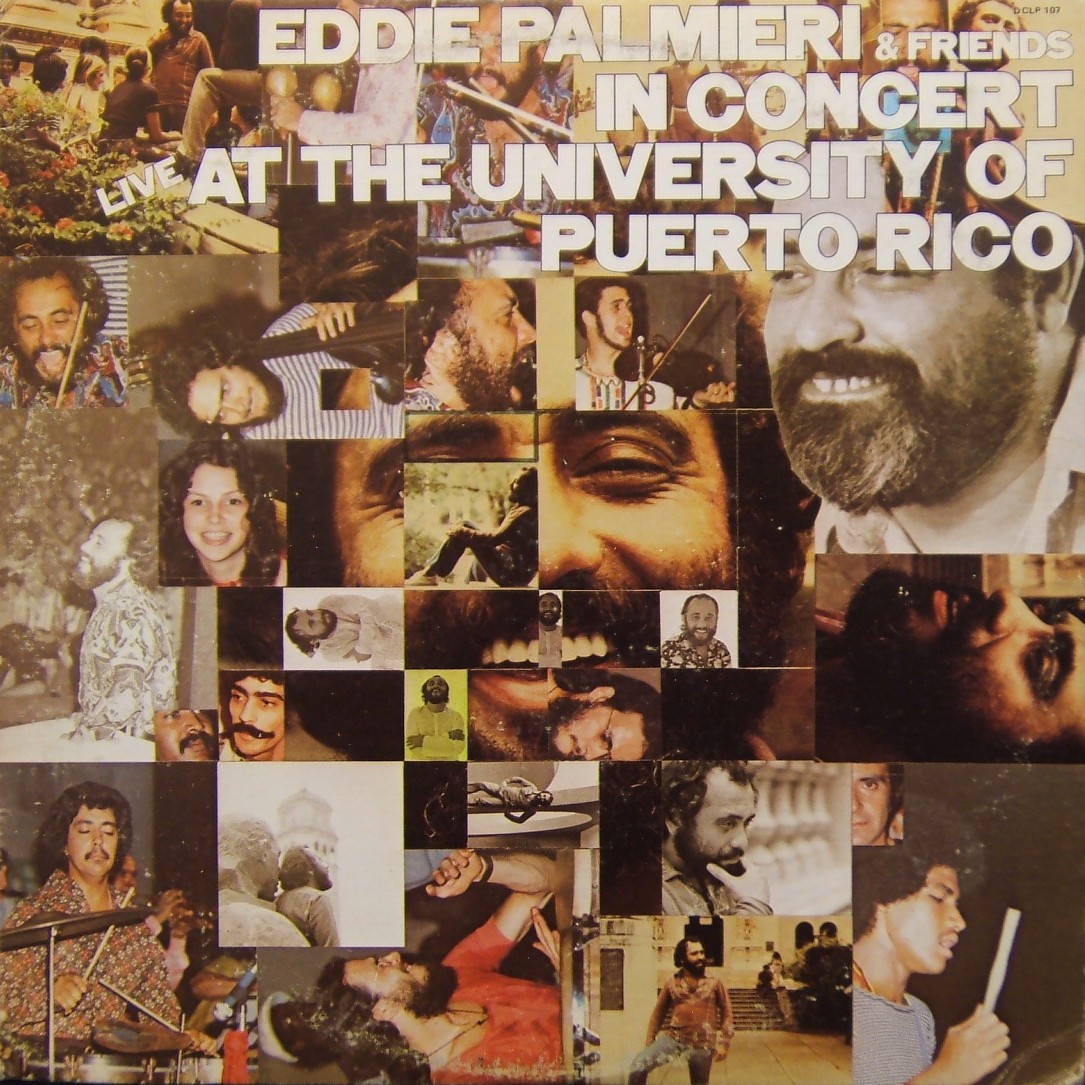 DCLP 107
EDDIE PALMIERI & FRIENDS
IN CONCERT
LIVE AT THE UNIVERSITY OF
PUERTO RICO